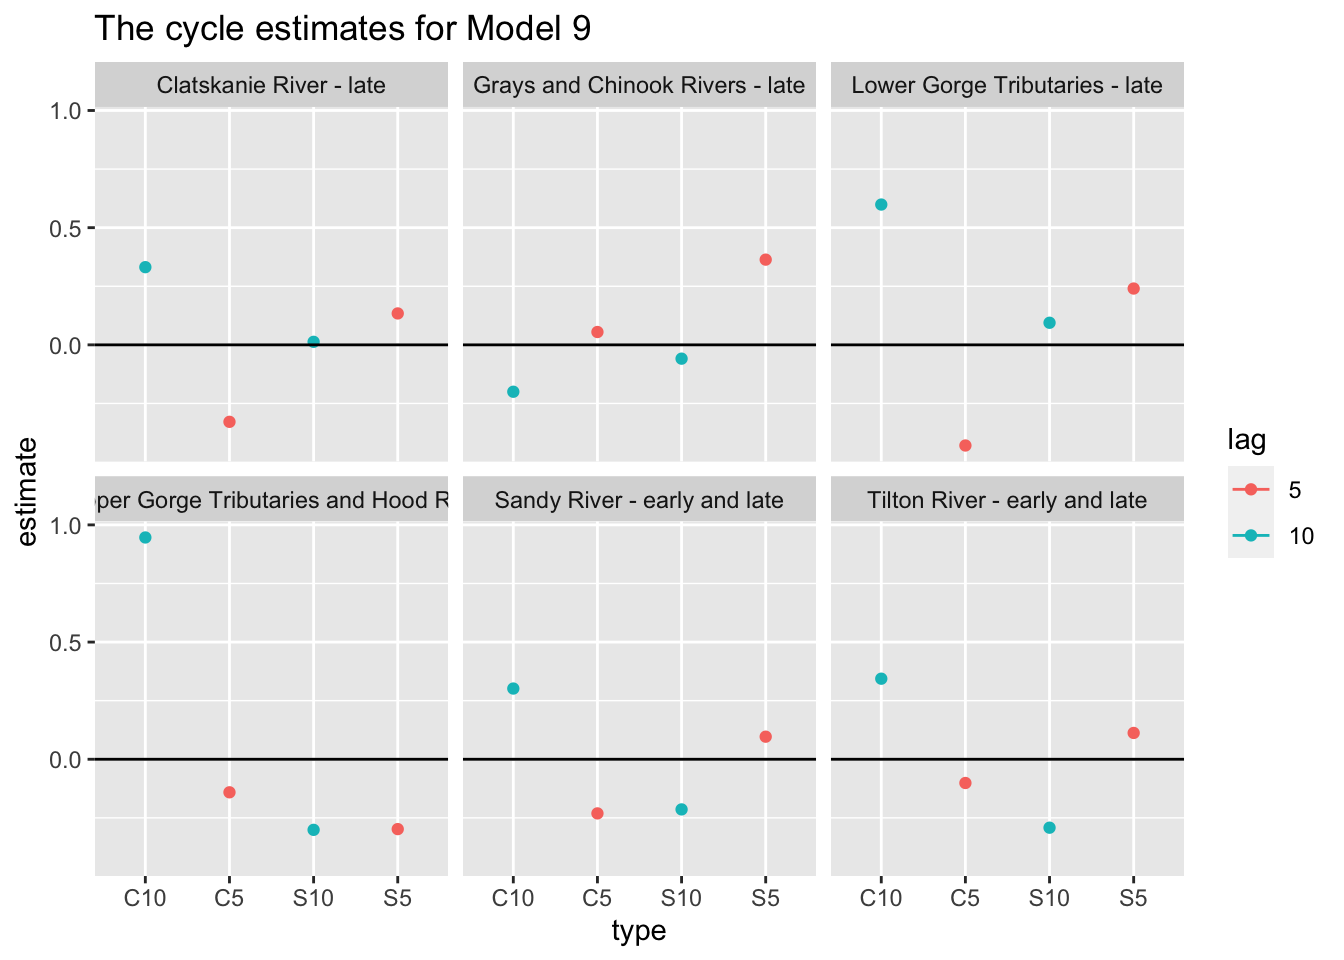 The cycle estimates for Model 9
Clatskanie River - late
Grays and Chinook Rivers - late
Lower Gorge Tributaries - late
1.0
0.5
0.0
estimate
Gorge Tributaries and Hood
Sandy River - early and late
Tilton River - early and late
1.0
0.5
0.0
C10 C5 S10 S5
C10 C5 S10 S5
C10 C5 S10 S5
type
lag
5
10